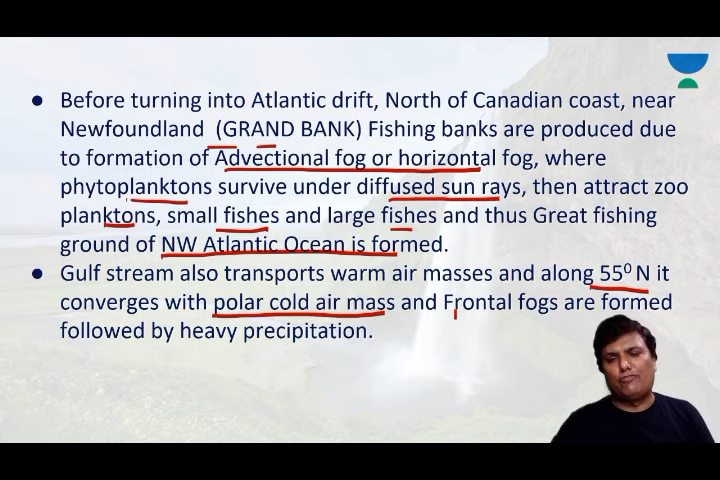 ● Before turning into Atlantic drift, North of Canadian coast, near
Newfoundland (GRAND BANK) Fishing banks are produced due
to formation of Advectional fog or horizontal fog, where
phytoplanktons survive under diffused sun rays, then attract zoo
planktons, small fishes and large fishes and thus Great fishing
ground of NW Atlantic Ocean is formed.
● Gulf stream also transports warm air masses and along 55⁰ N it
converges with polar cold air mass and Frontal fogs are formed
followed by heavy precipitation.